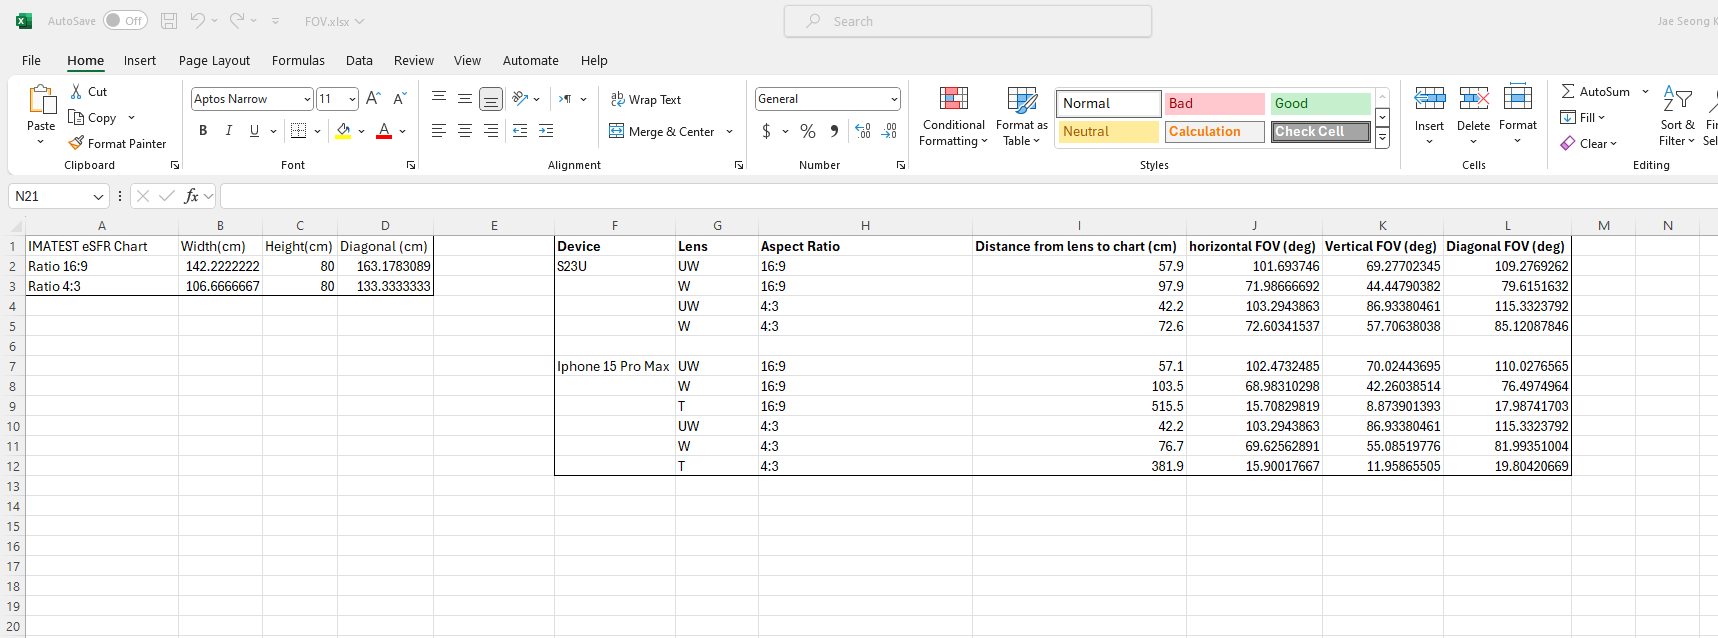 AutoSave Off FOV.xlsx Search Jae Seong K
File Home Insert Page Layout Formulas Data Review View Automate Help
Paste Cut Copy Format Painter
Clipboard
Aptos Narrow 11 A A
B I U A
Font
Wrap Text
Merge & Center
Alignment
General
$ % 9
Number
Conditional Formatting
Format as Table
Normal Bad Good
Neutral Calculation Check Cell
Styles
Insert Delete Format
Cells
AutoSum Fill Clear
Sort & Filter
Editing
N21 fx
A B C D E F G H I J K L M N
1 IMATEST eSFR Chart Width(cm) Height(cm) Diagonal (cm) Device Lens Aspect Ratio Distance from lens to chart (cm) horizontal FOV (deg) Vertical FOV (deg) Diagonal FOV (deg)
2 Ratio 16:9 142.2222222 80 163.1783089 S23U UW 16:9 57.9 101.693746 69.27702345 109.2769262
3 Ratio 4:3 106.6666667 80 133.3333333 W 16:9 97.9 71.98666692 44.44790382 79.6151632
4 UW 4:3 42.2 103.2943863 86.93380461 115.3323792
5 W 4:3 72.6 72.60341537 57.70638038 85.12087846
6
7 Iphone 15 Pro Max UW 16:9 57.1 102.4732485 70.02443695 110.0276565
8 W 16:9 103.5 68.98310298 42.26038514 76.4974964
9 T 16:9 515.5 15.70829819 8.873901393 17.98741703
10 UW 4:3 42.2 103.2943863 86.93380461 115.3323792
11 W 4:3 76.7 69.62562891 55.08519776 81.99351004
12 T 4:3 381.9 15.90017667 11.95865505 19.80420669
13
14
15
16
17
18
19
20